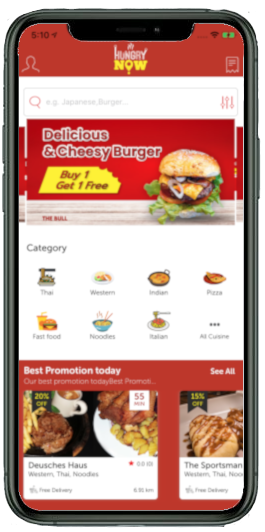 5:10
HUNGRY
NOW
e.g. Japanese,Burger...
Delicious
& Cheesy Burger
Buy 1
Get 1 Free
THE BULL
Category
Thai Western Indian Pizza
Fast food Noodles Italian All Cuisine
Best Promotion today See All
Our best promotion todayBest Promoti...
20%
OFF
55
MIN
15%
OFF
Deusches Haus
0.0 (0)
Western, Thai, Noodles
Free Delivery 6.35 km
The Sportsman
Western, Thai, Noodles
Free Delivery